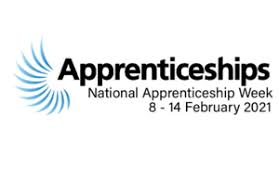 Apprenticeships
National Apprenticeship Week
8 - 14 February 2021